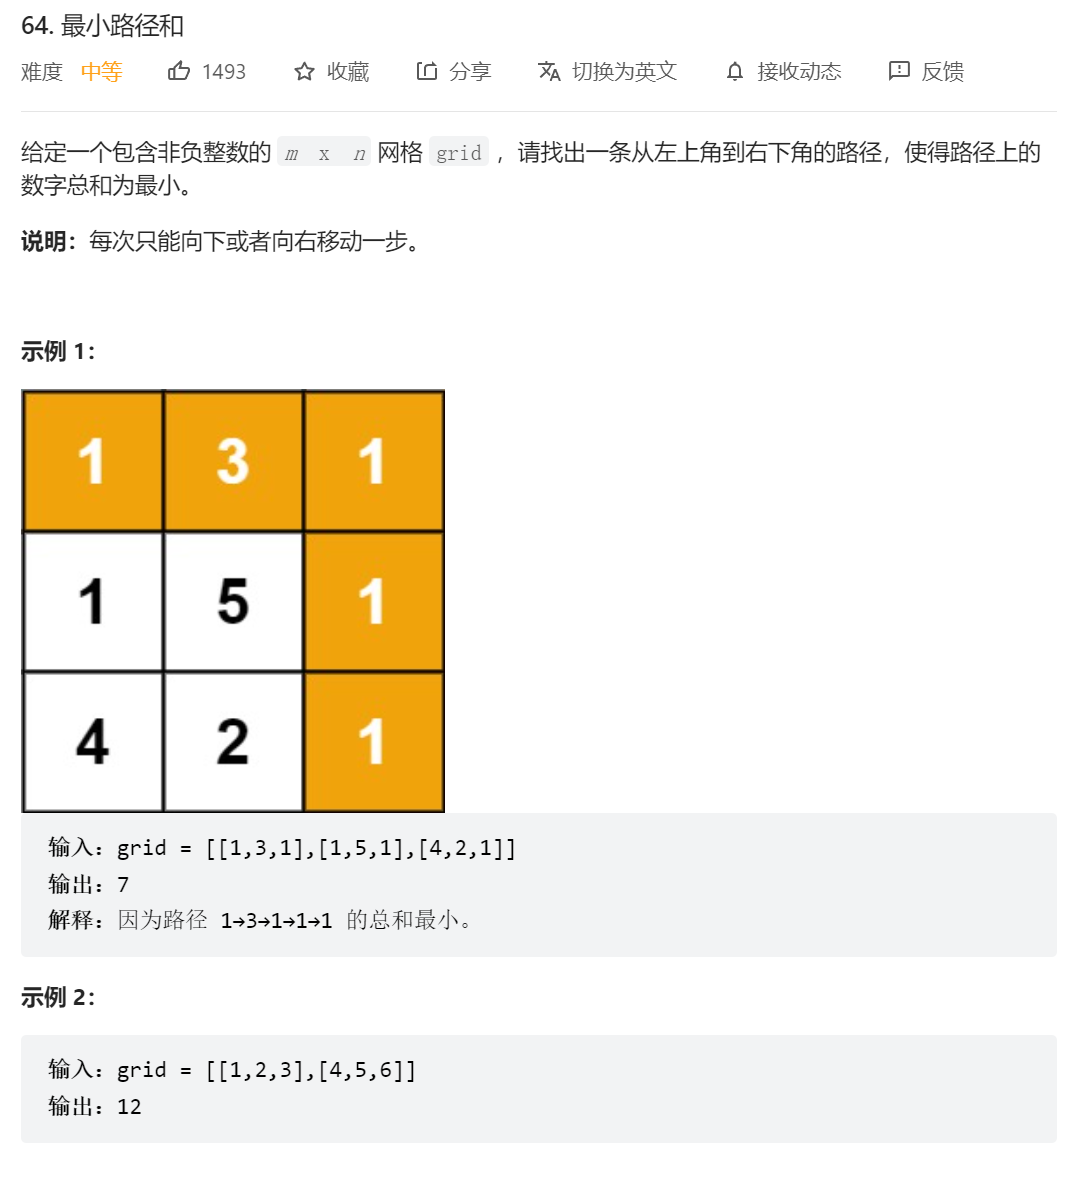 64. 最小路径和
难度 中等 1493 收藏 分享 切换为英文 接收动态 反馈
给定一个包含非负整数的 m x n 网格 grid ，请找出一条从左上角到右下角的路径，使得路径上的
数字总和为最小。
说明：每次只能向下或者向右移动一步。
示例 1：
1 3 1
1 5 1
4 2 1
输入：grid = [[1,3,1],[1,5,1],[4,2,1]]
输出：7
解释：因为路径 1→3→1→1→1 的总和最小。
示例 2：
输入：grid = [[1,2,3],[4,5,6]]
输出：12